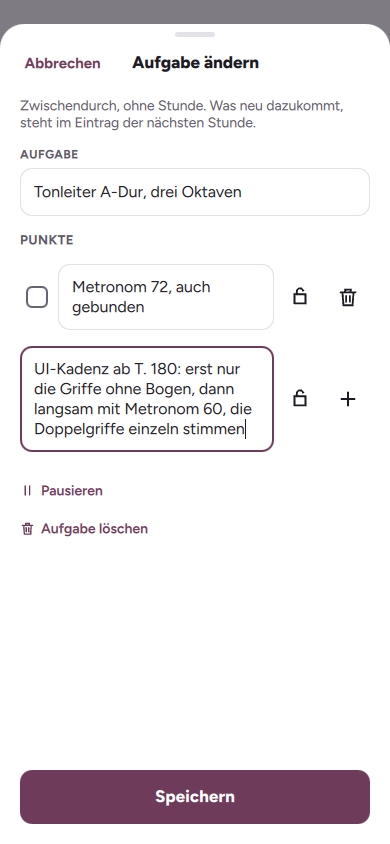 Abbrechen
Aufgabe ändern
Zwischendurch, ohne Stunde. Was neu dazukommt,
steht im Eintrag der nächsten Stunde.
AUFGABE
Tonleiter A-Dur, drei Oktaven
PUNKTE
Metronom 72, auch
gebunden
UI-Kadenz ab T. 180: erst nur
die Griffe ohne Bogen, dann
langsam mit Metronom 60, die
Doppelgriffe einzeln stimmen
Pausieren
Aufgabe löschen
Speichern